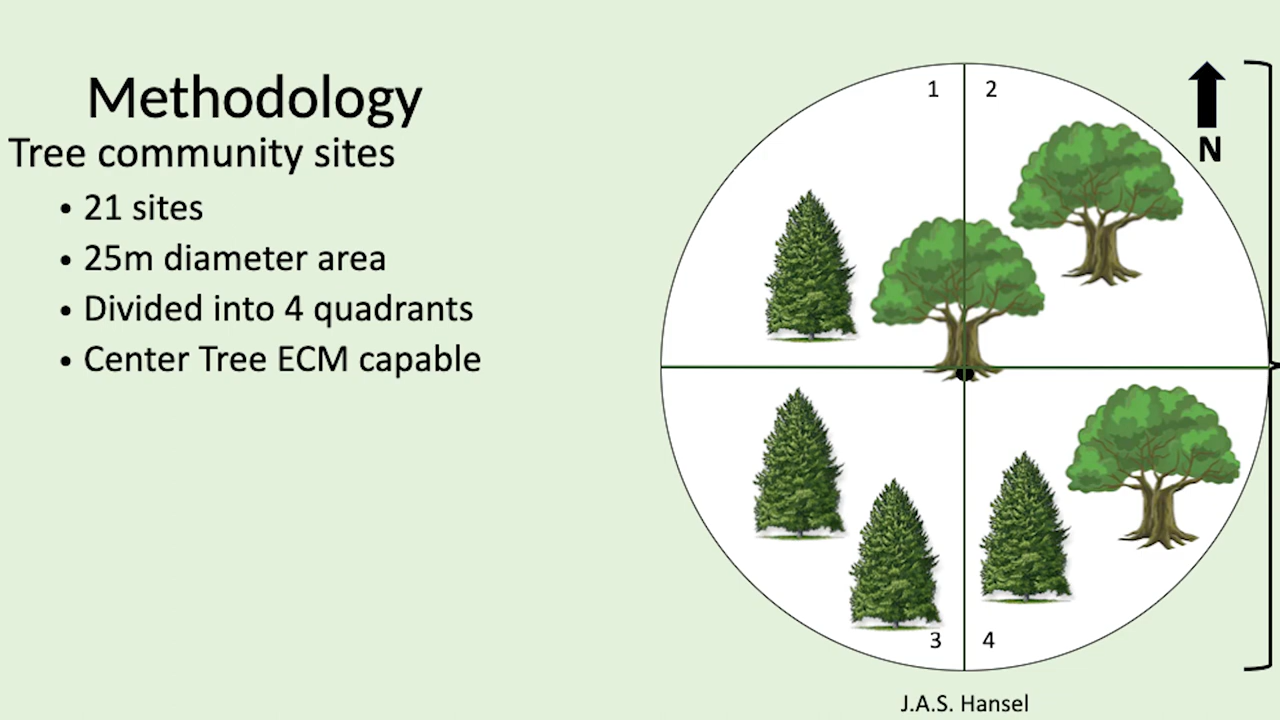 Methodology
Tree community sites
• 21 sites
• 25m diameter area
• Divided into 4 quadrants
• Center Tree ECM capable
1
2
N
3
4
J.A.S. Hansel